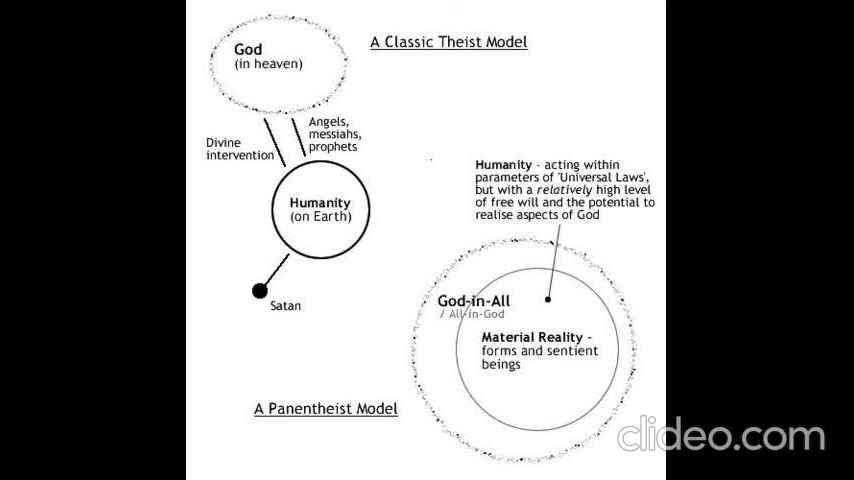 A Classic Theist Model
God
(in heaven)
Angels,
messiahs,
prophets
Divine
intervention
Humanity
(on Earth)
Satan
Humanity - acting within
parameters of 'Universal Laws',
but with a relatively high level
of free will and the potential to
realise aspects of God
God-in-All
/ All-in-God
Material Reality -
forms and sentient
beings
A Panentheist Model
clideo.com